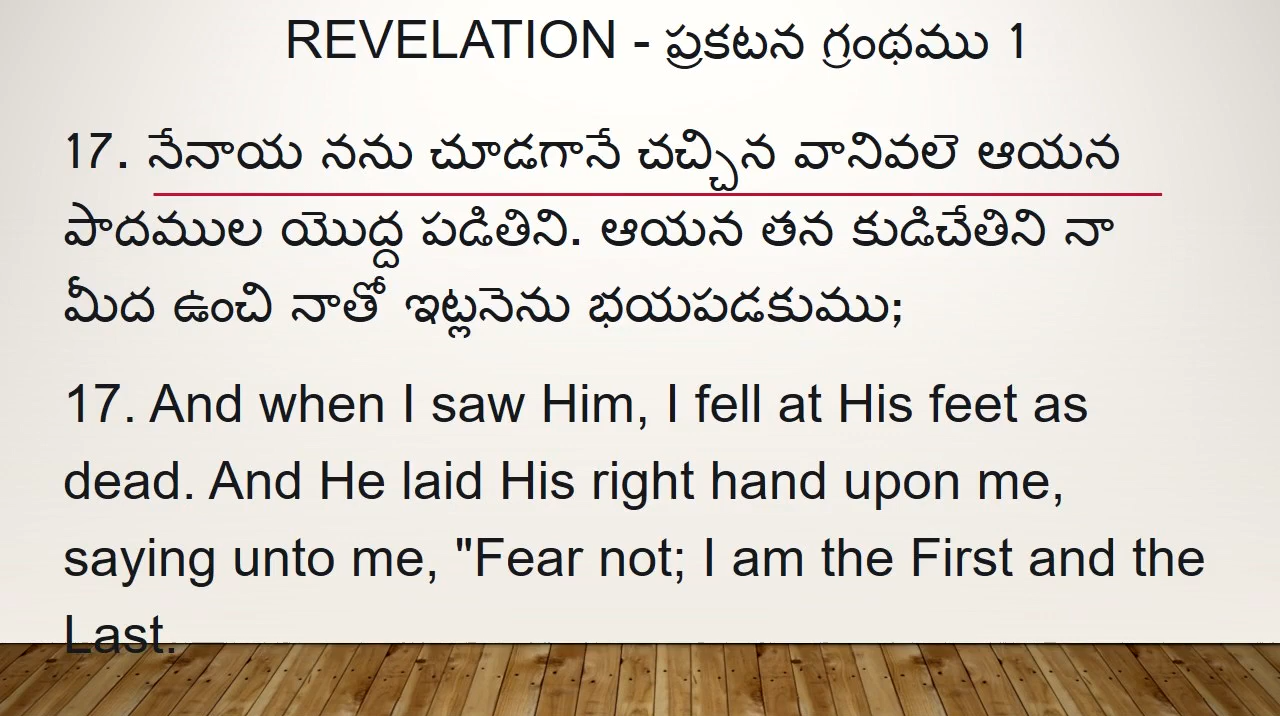 REVELATION - ప్రకటన గ్రంథము 1
17. నేనాయ నను చూడగానే చచ్చిన వానివలె ఆయన
పాదముల యొద్ద పడితిని. ఆయన తన కుడిచేతిని నా
మీద ఉంచి నాతో ఇట్లనెను భయపడకుము;
17. And when I saw Him, I fell at His feet as
dead. And He laid His right hand upon me,
saying unto me, "Fear not; I am the First and the
Last.